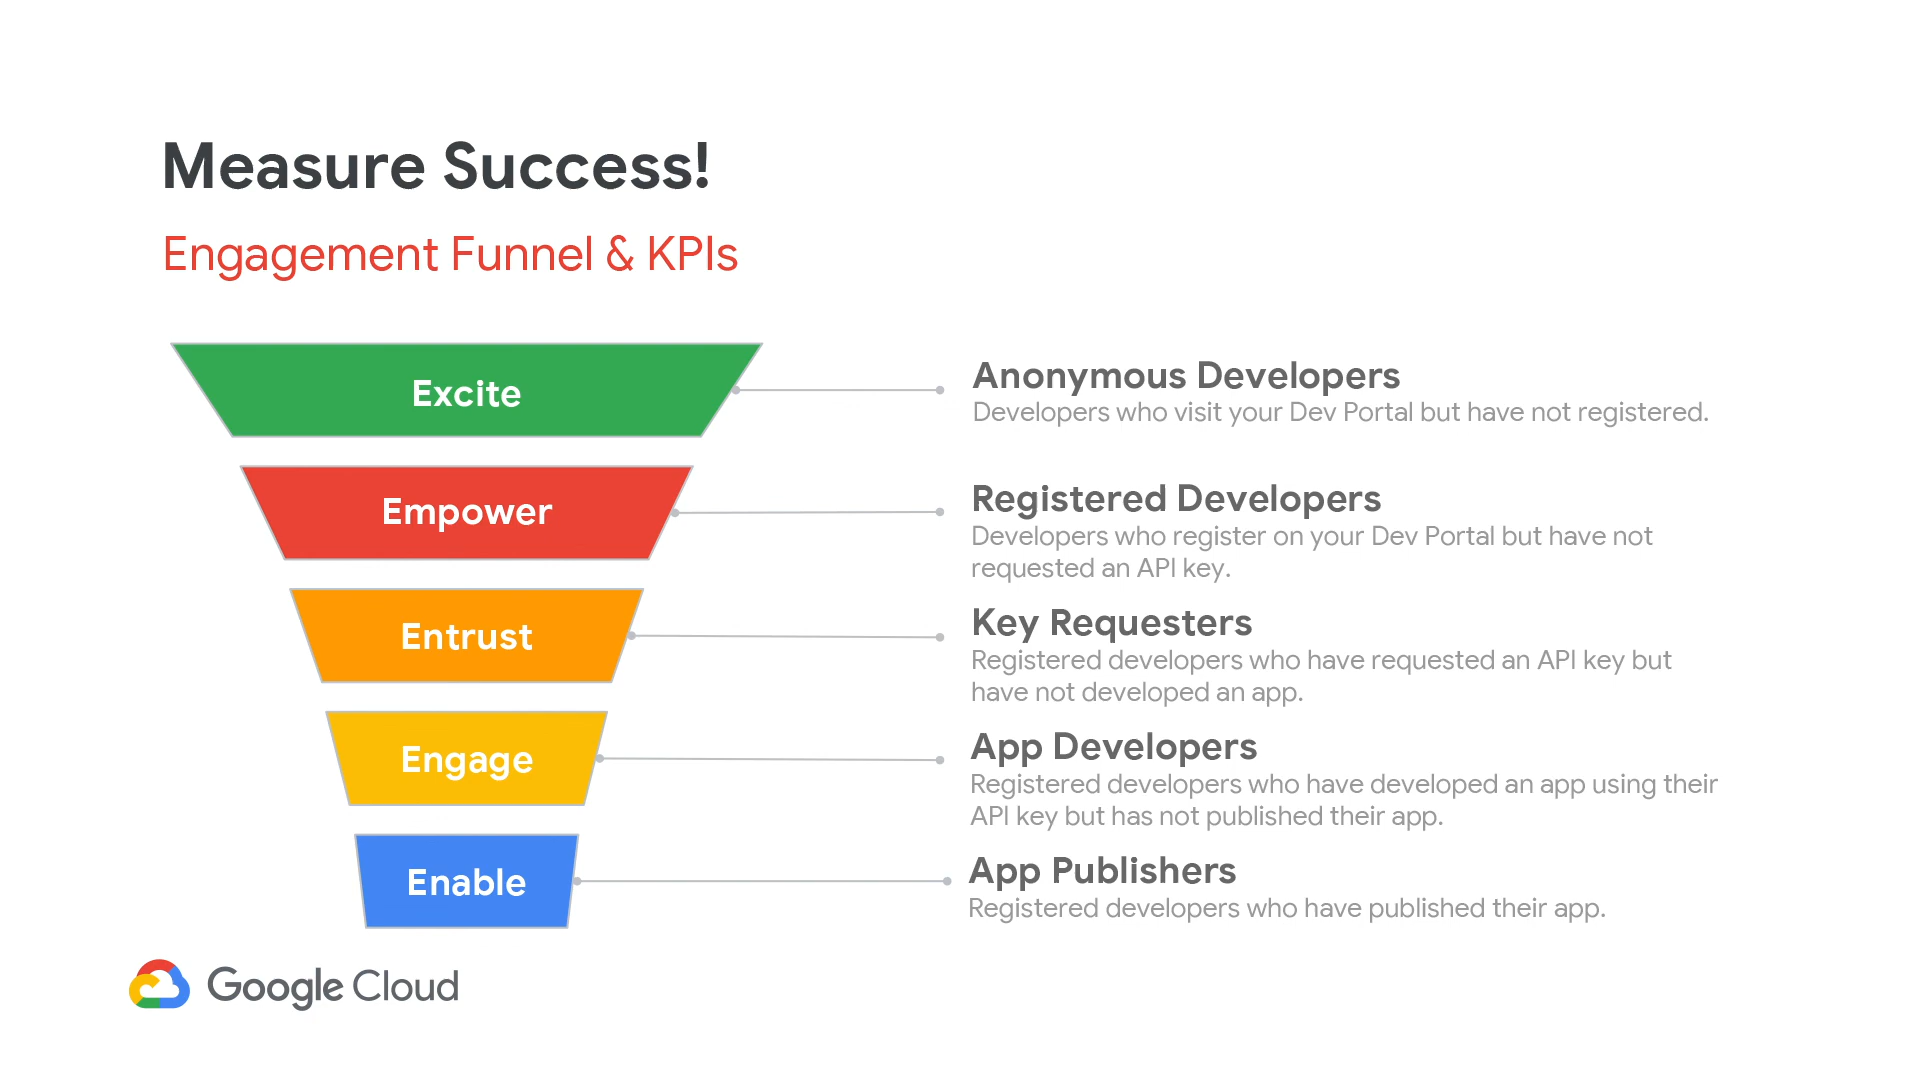 Measure Success!
Engagement Funnel & KPIs
Excite
Anonymous Developers
Developers who visit your Dev Portal but have not registered.
Empower
Registered Developers
Developers who register on your Dev Portal but have not
requested an API key.
Entrust
Key Requesters
Registered developers who have requested an API key but
have not developed an app.
Engage
App Developers
Registered developers who have developed an app using their
API key but has not published their app.
Enable
App Publishers
Registered developers who have published their app.
Google Cloud